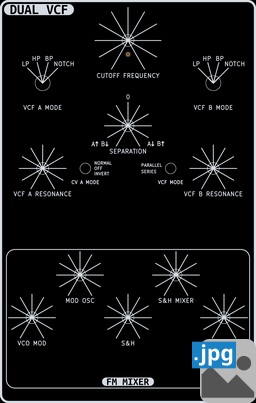 DUAL VCF
LP HP BP NOTCH
LP HP BP NOTCH
CUTOFF FREQUENCY
VCF A MODE
VCF B MODE
0
A↑ B↓
A↓ B↑
SEPARATION
NORMAL
OFF
INVERT
PARALLEL
SERIES
CV A MODE
VCF MODE
VCF A RESONANCE
VCF B RESONANCE
MOD OSC
S&H MIXER
VCO MOD
S&H
FM MIXER
.jpg